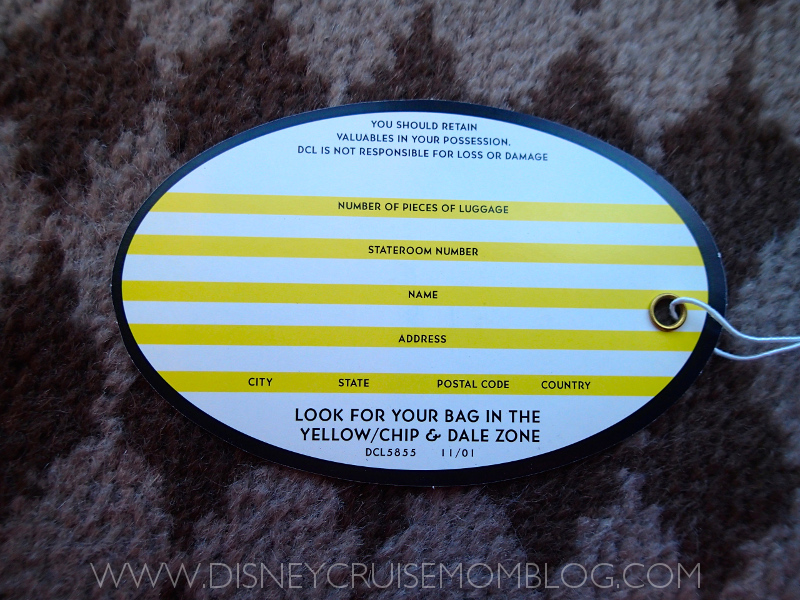 YOU SHOULD RETAIN
VALUABLES IN YOUR POSSESSION.
DCL IS NOT RESPONSIBLE FOR LOSS OR DAMAGE
NUMBER OF PIECES OF LUGGAGE
STATEROOM NUMBER
NAME
ADDRESS
CITY STATE POSTAL CODE COUNTRY
LOOK FOR YOUR BAG IN THE
YELLOW/CHIP & DALE ZONE
DCL5855 11/01
WWW.DISNEYCRUISEMOMBLOG.COM